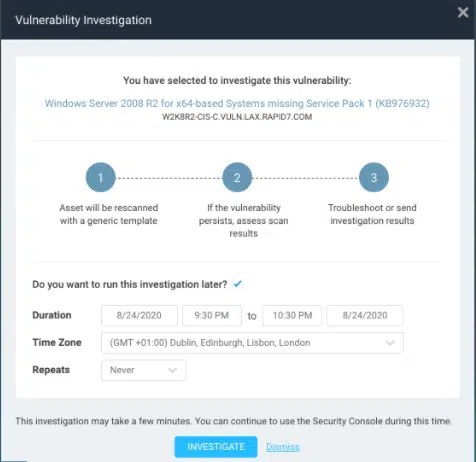 Vulnerability Investigation
You have selected to investigate this vulnerability:
Windows Server 2008 R2 for x64-based Systems missing Service Pack 1 (KB976932)
W2K8R2-CIS-C.VULN.LAX.RAPID7.COM
1 2 3
Asset will be rescanned If the vulnerability Troubleshoot or send
with a generic template persists, assess scan investigation results
results
Do you want to run this investigation later?
Duration 8/24/2020 9:30 PM to 10:30 PM 8/24/2020
Time Zone (GMT +01:00) Dublin, Edinburgh, Lisbon, London
Repeats Never
This investigation may take a few minutes. You can continue to use the Security Console during this time.
INVESTIGATE Dismiss